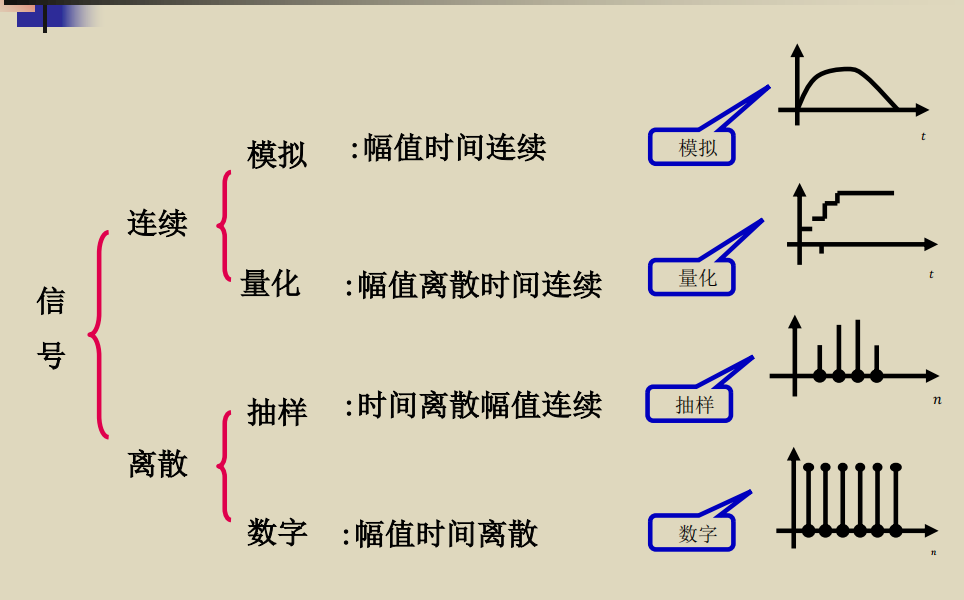 模拟 :幅值时间连续
模拟
t
连续
量化 :幅值离散时间连续
量化
t
信
号
抽样 :时间离散幅值连续
抽样
n
离散
数字 :幅值时间离散
数字
n